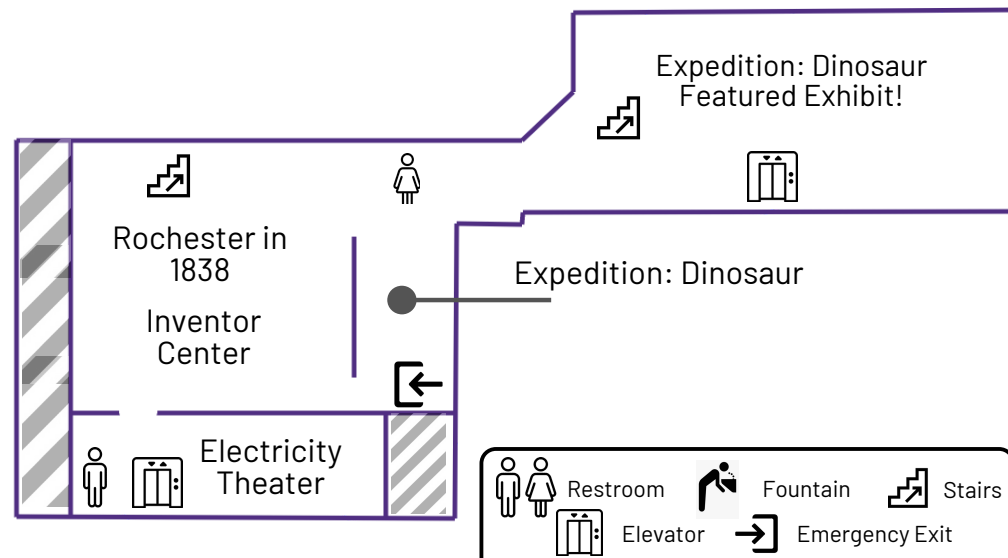 Expedition: Dinosaur
Featured Exhibit!
Rochester in
1838
Inventor
Center
Expedition: Dinosaur
Electricity
Theater
Restroom
Fountain
Stairs
Elevator
Emergency Exit